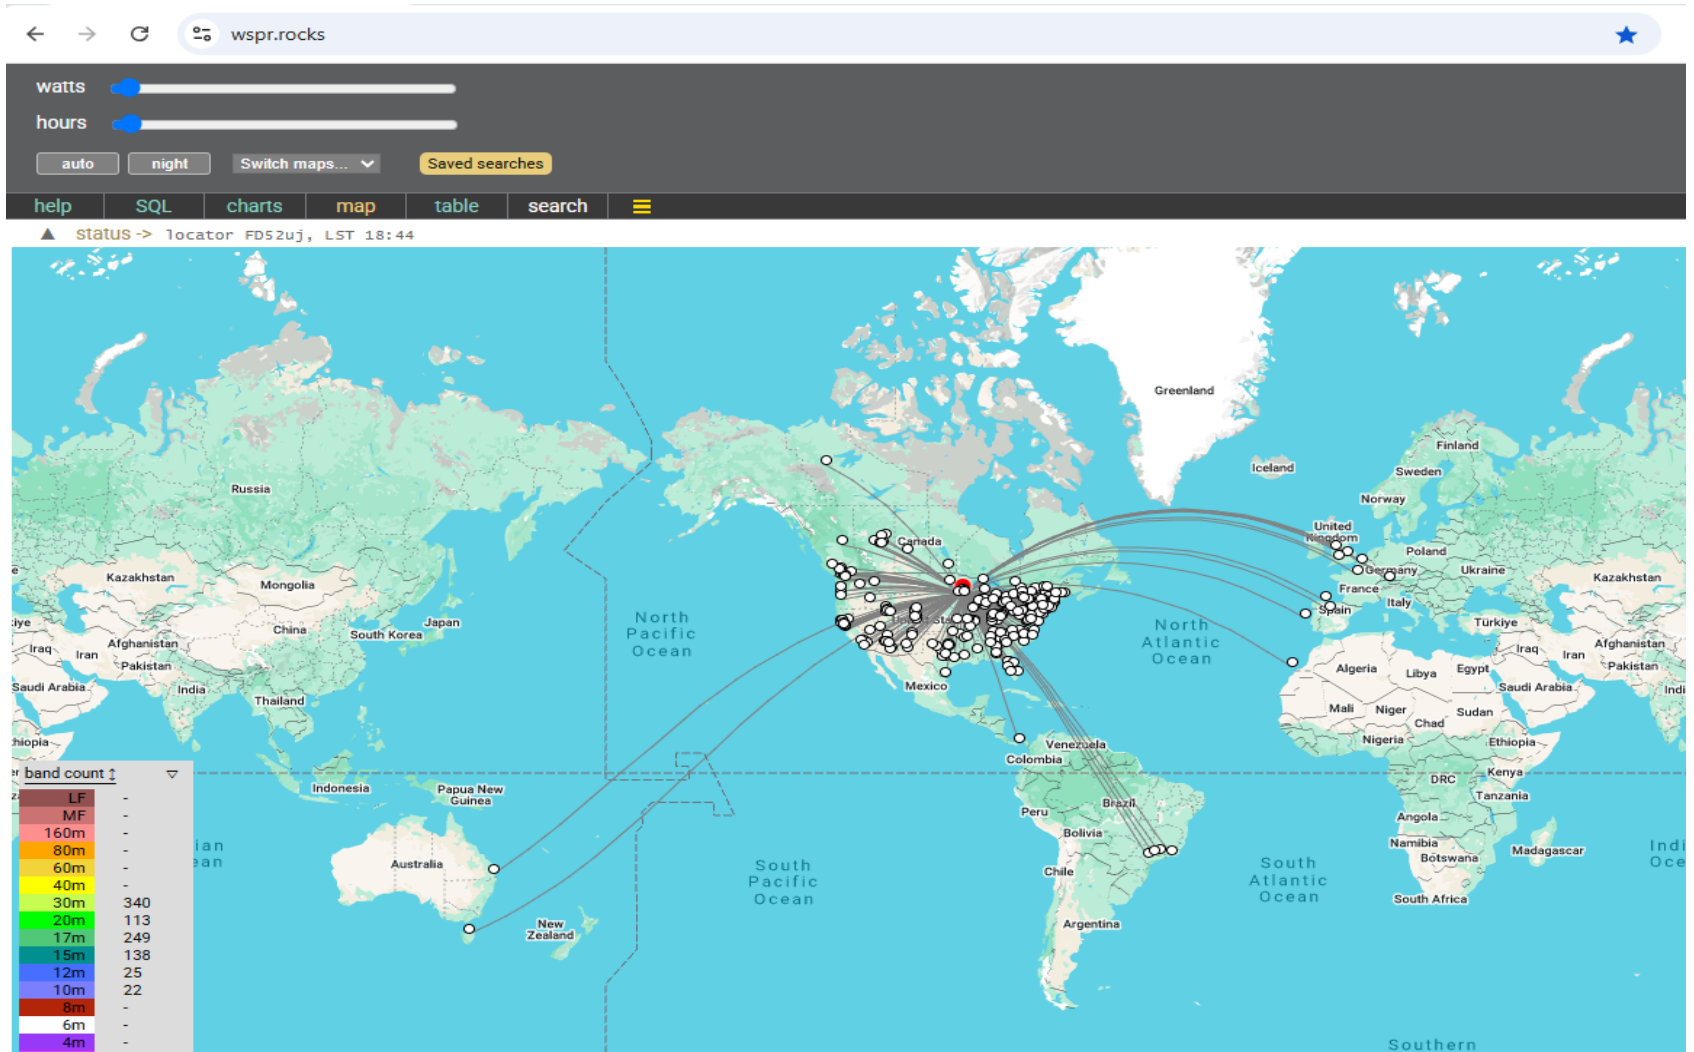 wspr.rocks
watts
hours
auto night Switch maps... Saved searches
help SQL charts map table search
▲ status -> locator FD52uj, LST 18:44
Greenland
Finland
Iceland Sweden
Russia Norway
United Kingdom
Canada Poland
Kazakhstan Mongolia Germany Ukraine Kazakhstan
France
Italy
Spain
North Pacific Ocean
North Atlantic Ocean
China South Korea Japan Türkiye
Iraq Iran Afghanistan Pakistan
Iraq Iran Afghanistan Pakistan
Saudi Arabia India Thailand
Mexico
Algeria Libya Egypt Saudi Arabia
Mali Niger Chad Sudan
Nigeria Ethiopia
Venezuela
Colombia
DRC Kenya
Tanzania
Indonesia Papua New Guinea
Peru Brazil
Bolivia
Angola
Namibia Botswana Madagascar
Australia
South Pacific Ocean
Chile
South Atlantic Ocean
South Africa
New Zealand
Argentina
Southern
band count ↕ ▽
LF -
MF -
160m -
80m -
60m -
40m -
30m 340
20m 113
17m 249
15m 138
12m 25
10m 22
8m -
6m -
4m -